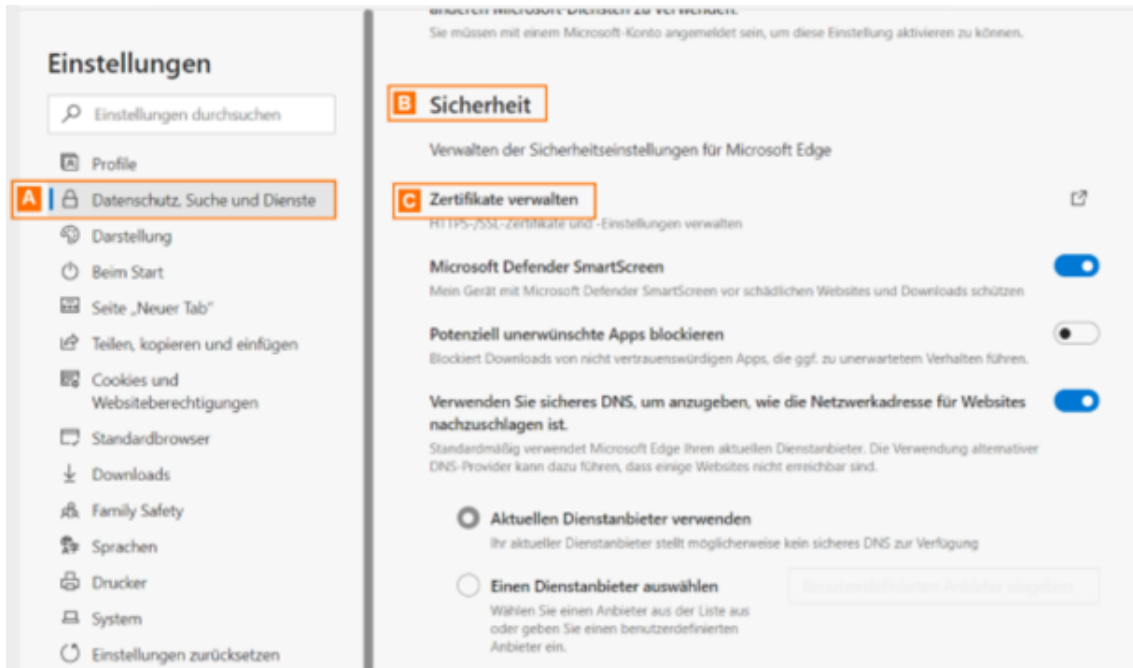 Einstellungen
Einstellungen durchsuchen
Profile
A
Datenschutz, Suche und Dienste
Darstellung
Beim Start
Seite „Neuer Tab"
Teilen, kopieren und einfügen
Cookies und
Websiteberechtigungen
Standardbrowser
Downloads
Family Safety
Sprachen
Drucker
System
Einstellungen zurücksetzen
anderen Microsoft-Diensten zu verwenden.
Sie müssen mit einem Microsoft-Konto angemeldet sein, um diese Einstellung aktivieren zu können.
B
Sicherheit
Verwalten der Sicherheitseinstellungen für Microsoft Edge
C
Zertifikate verwalten
HTTPS-/SSL-Zertifikate und -Einstellungen verwalten
Microsoft Defender SmartScreen
Mein Gerät mit Microsoft Defender SmartScreen vor schädlichen Websites und Downloads schützen
Potenziell unerwünschte Apps blockieren
Blockiert Downloads von nicht vertrauenswürdigen Apps, die ggf. zu unerwartetem Verhalten führen.
Verwenden Sie sicheres DNS, um anzugeben, wie die Netzwerkadresse für Websites
nachzuschlagen ist.
Standardmäßig verwendet Microsoft Edge Ihren aktuellen Dienstanbieter. Die Verwendung alternativer
DNS-Provider kann dazu führen, dass einige Websites nicht erreichbar sind.
Aktuellen Dienstanbieter verwenden
Ihr aktueller Dienstanbieter stellt möglicherweise kein sicheres DNS zur Verfügung
Einen Dienstanbieter auswählen
Benutzerdefinierten Anbieter eingeben
Wählen Sie einen Anbieter aus der Liste aus
oder geben Sie einen benutzerdefinierten
Anbieter ein.